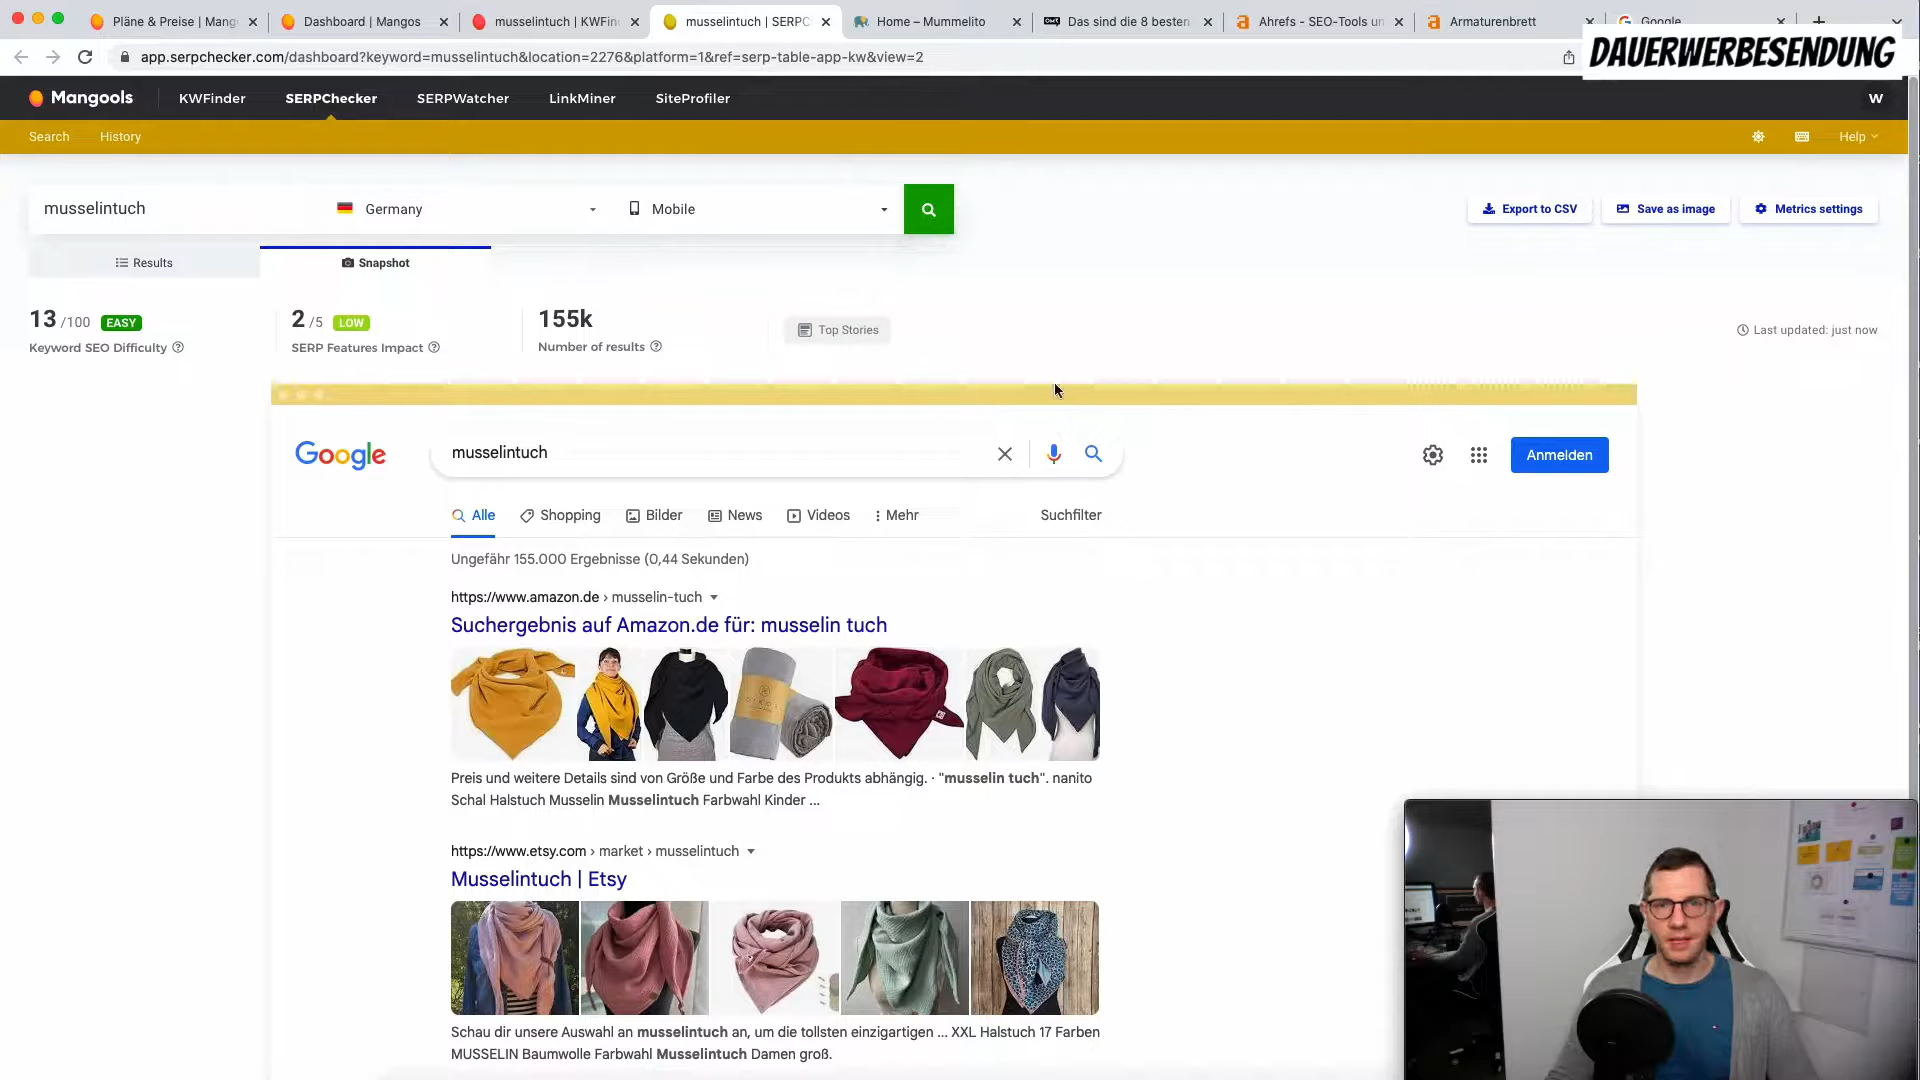 Pläne & Preise | Mang
Dashboard | Mangos
musselintuch | KWFin
musselintuch | SERPC
Home – Mummelito
Das sind die 8 besten
Ahrefs - SEO-Tools un
Armaturenbrett
Google
DAUERWERBESENDUNG
app.serpchecker.com/dashboard?keyword=musselintuch&location=2276&platform=1&ref=serp-table-app-kw&view=2
Mangools
KWFinder
SERPChecker
SERPWatcher
LinkMiner
SiteProfiler
W
Search
History
Help
musselintuch
Germany
Mobile
Export to CSV
Save as image
Metrics settings
Results
Snapshot
13 /100 EASY
Keyword SEO Difficulty
2 /5 LOW
SERP Features Impact
155k
Number of results
Top Stories
Last updated: just now
Google
musselintuch
Anmelden
Alle
Shopping
Bilder
News
Videos
Mehr
Suchfilter
Ungefähr 155.000 Ergebnisse (0,44 Sekunden)
https://www.amazon.de › musselin-tuch
Suchergebnis auf Amazon.de für: musselin tuch
Preis und weitere Details sind von Größe und Farbe des Produkts abhängig. · "musselin tuch". nanito
Schal Halstuch Musselin Musselintuch Farbwahl Kinder ...
https://www.etsy.com › market › musselintuch
Musselintuch | Etsy
Schau dir unsere Auswahl an musselintuch an, um die tollsten einzigartigen ... XXL Halstuch 17 Farben
MUSSELIN Baumwolle Farbwahl Musselintuch Damen groß.